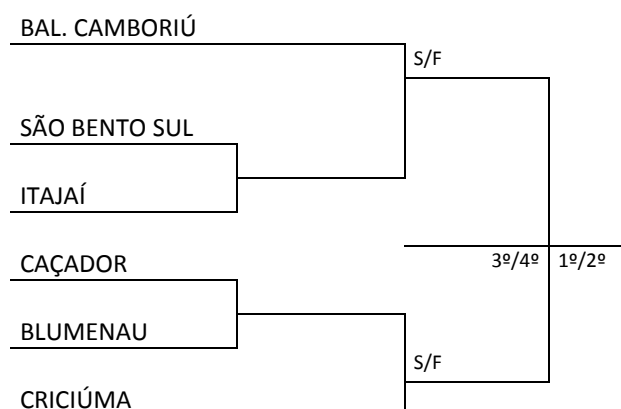 BAL. CAMBORIÚ
S/F
SÃO BENTO SUL
ITAJAÍ
CAÇADOR
3º/4º 1º/2º
BLUMENAU
S/F
CRICIÚMA